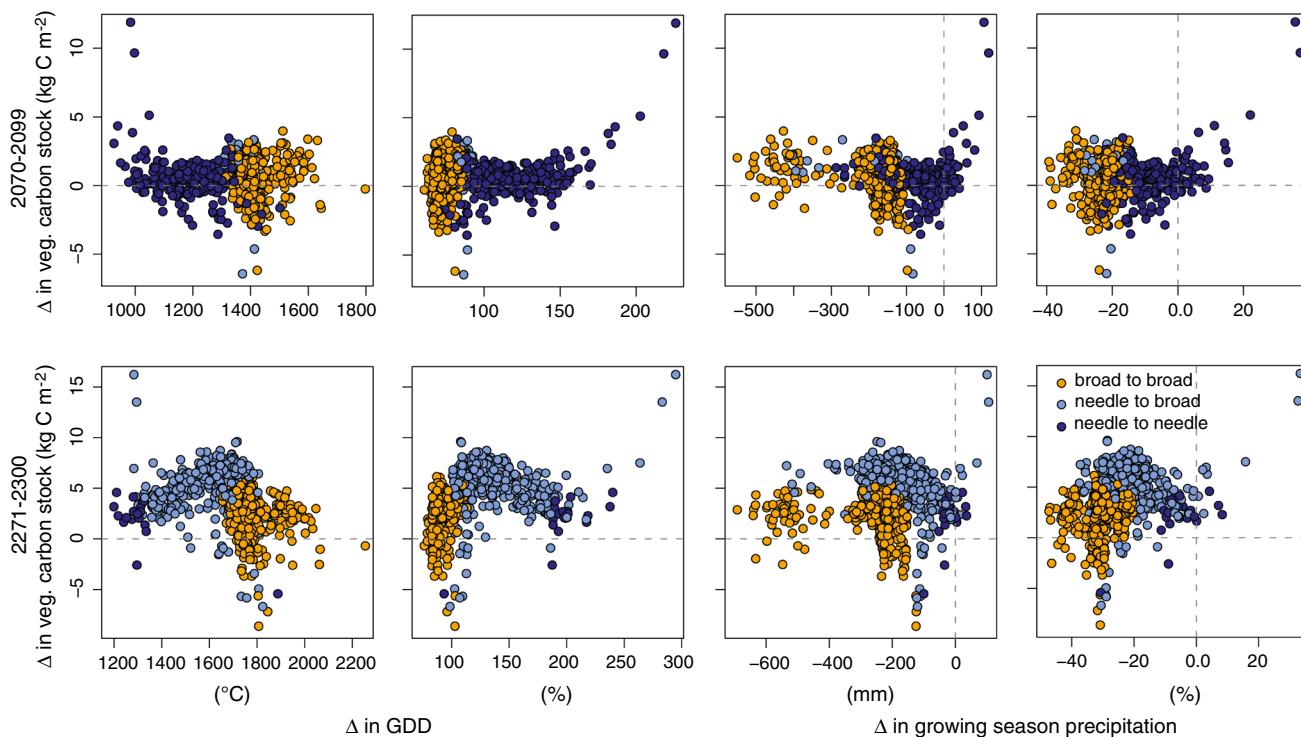 2070-2099
Δ in veg. carbon stock (kg C m-2)
10
5
0
−5
1000 1200 1400 1600 1800
100 150 200
−500 −300 −100 0 100
−40 −20 0.0 20
2271-2300
Δ in veg. carbon stock (kg C m-2)
15
10
5
0
−5
broad to broad
needle to broad
needle to needle
1200 1400 1600 1800 2000 2200
100 150 200 250 300
−600 −400 −200 0
−40 −20 0.0 20
(°C) (%) (mm) (%)
Δ in GDD Δ in growing season precipitation